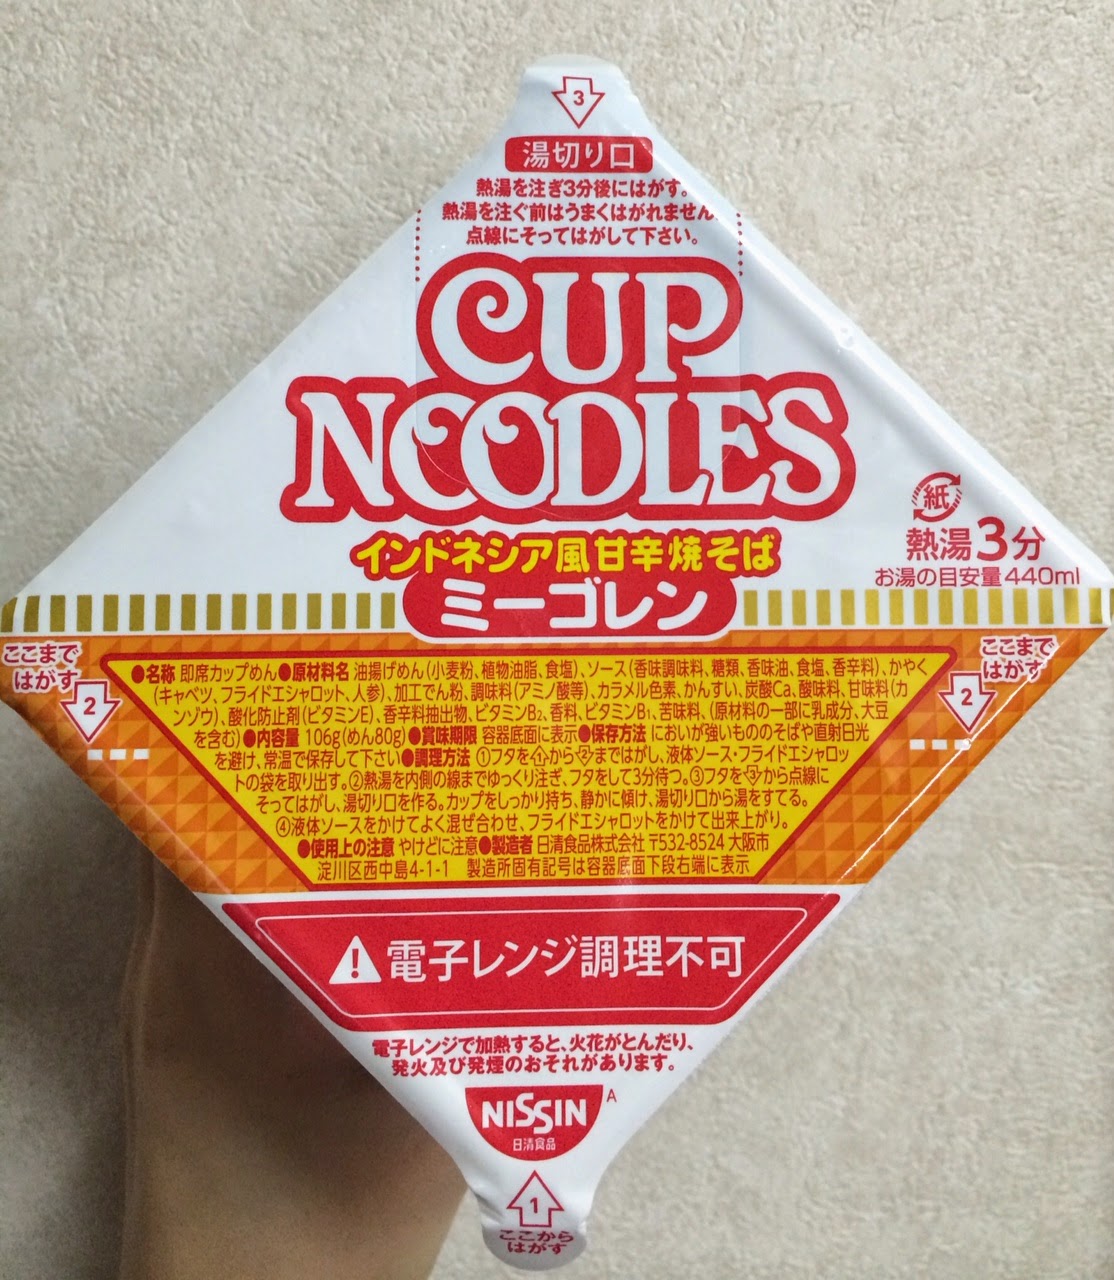 3
湯切り口
熱湯を注ぎ3分後にはがす。
熱湯を注ぐ前はうまくはがれません。
点線にそってはがして下さい。
CUP
NOODLES
紙
熱湯3分
お湯の目安量440ml
インドネシア風甘辛焼そば
ミーゴレン
ここまで
はがす
2
ここまで
はがす
2
●名称 即席カップめん●原材料名 油揚げめん(小麦粉、植物油脂、食塩)、ソース(香味調味料、糖類、香味油、食塩、香辛料)、かやく
(キャベツ、フライドエシャロット、人参)、加工でん粉、調味料(アミノ酸等)、カラメル色素、かんすい、炭酸Ca、酸味料、甘味料(カ
ンゾウ)、酸化防止剤(ビタミンE)、香辛料抽出物、ビタミンB₂、香料、ビタミンB₁、苦味料、(原材料の一部に乳成分、大豆
を含む)●内容量 106g(めん80g)●賞味期限 容器底面に表示●保存方法 においが強いもののそばや直射日光
を避け、常温で保存して下さい●調理方法 ①フタを1から2まではがし、液体ソース・フライドエシャロッ
トの袋を取り出す。②熱湯を内側の線までゆっくり注ぎ、フタをして3分待つ。③フタを3から点線に
そってはがし、湯切り口を作る。カップをしっかり持ち、静かに傾け、湯切り口から湯をすてる。
④液体ソースをかけてよく混ぜ合わせ、フライドエシャロットをかけて出来上がり。
●使用上の注意 やけどに注意●製造者 日清食品株式会社 〒532-8524 大阪市
淀川区西中島4-1-1 製造所固有記号は容器底面下段右端に表示
電子レンジ調理不可
電子レンジで加熱すると、火花がとんだり、
発火及び発煙のおそれがあります。
NISSIN
日清食品
A
1
ここから
はがす